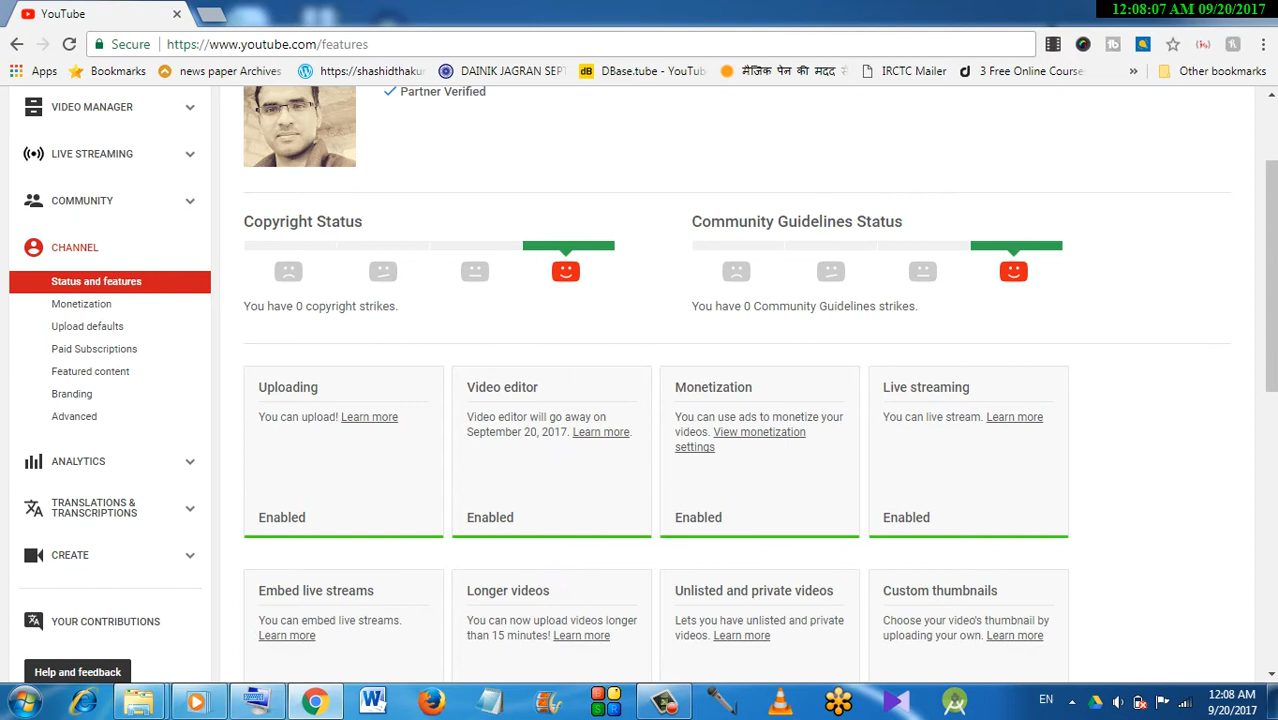 12:08:07 AM 09/20/2017
YouTube
Secure
https://www.youtube.com/features
Apps
Bookmarks
news paper Archives
https://shashidthakur
DAINIK JAGRAN SEPT
DBase.tube - YouTu
मैजिक पेन की मदद से
IRCTC Mailer
3 Free Online Course
»
Other bookmarks
VIDEO MANAGER
LIVE STREAMING
COMMUNITY
CHANNEL
Status and features
Monetization
Upload defaults
Paid Subscriptions
Featured content
Branding
Advanced
ANALYTICS
TRANSLATIONS &
TRANSCRIPTIONS
CREATE
YOUR CONTRIBUTIONS
Help and feedback
Partner Verified
Copyright Status
You have 0 copyright strikes.
Community Guidelines Status
You have 0 Community Guidelines strikes.
Uploading
You can upload! Learn more
Enabled
Video editor
Video editor will go away on
September 20, 2017. Learn more.
Enabled
Monetization
You can use ads to monetize your
videos. View monetization
settings
Enabled
Live streaming
You can live stream. Learn more
Enabled
Embed live streams
You can embed live streams.
Learn more
Longer videos
You can now upload videos longer
than 15 minutes! Learn more
Unlisted and private videos
Lets you have unlisted and private
videos. Learn more
Custom thumbnails
Choose your video's thumbnail by
uploading your own. Learn more
EN
12:08 AM
9/20/2017